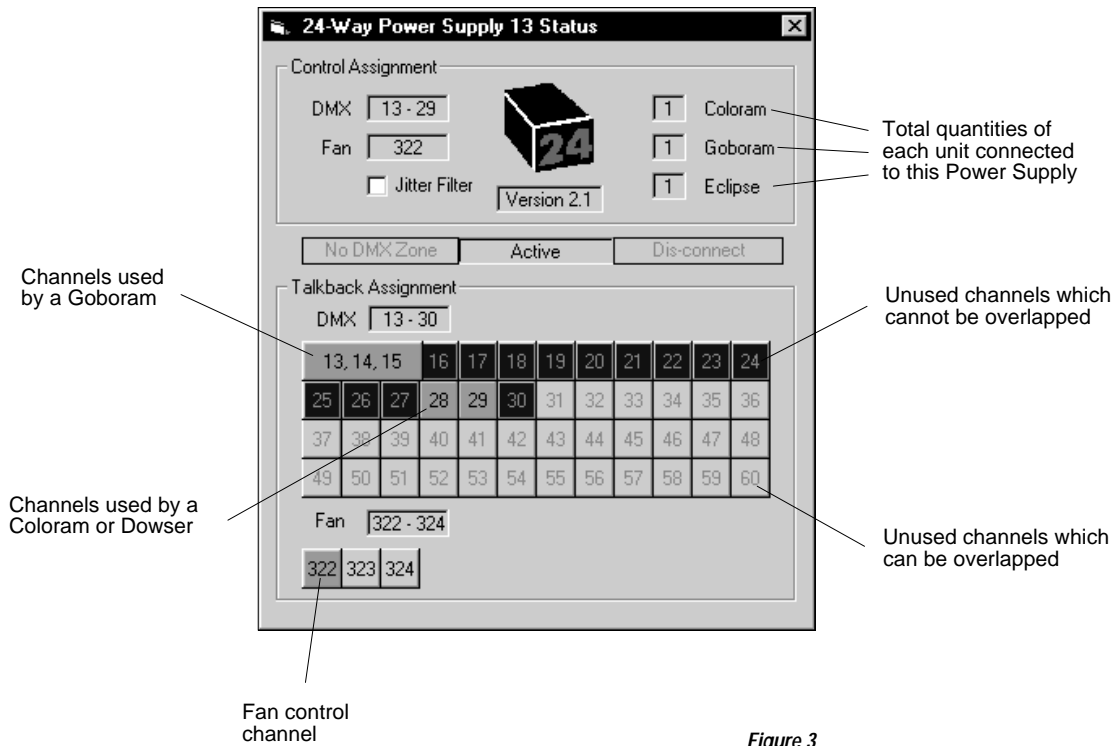 24-Way Power Supply 13 Status
Control Assignment
DMX 13 - 29
Fan 322
Jitter Filter
24
Version 2.1
1 Coloram
1 Goboram
1 Eclipse
Total quantities of
each unit connected
to this Power Supply
No DMX Zone Active Dis-connect
Talkback Assignment
DMX 13 - 30
Channels used
by a Goboram
Unused channels which
cannot be overlapped
13, 14, 15 16 17 18 19 20 21 22 23 24
25 26 27 28 29 30 31 32 33 34 35 36
37 38 39 40 41 42 43 44 45 46 47 48
49 50 51 52 53 54 55 56 57 58 59 60
Channels used by a
Coloram or Dowser
Unused channels which
can be overlapped
Fan 322 - 324
322 323 324
Fan control
channel
Figure 3